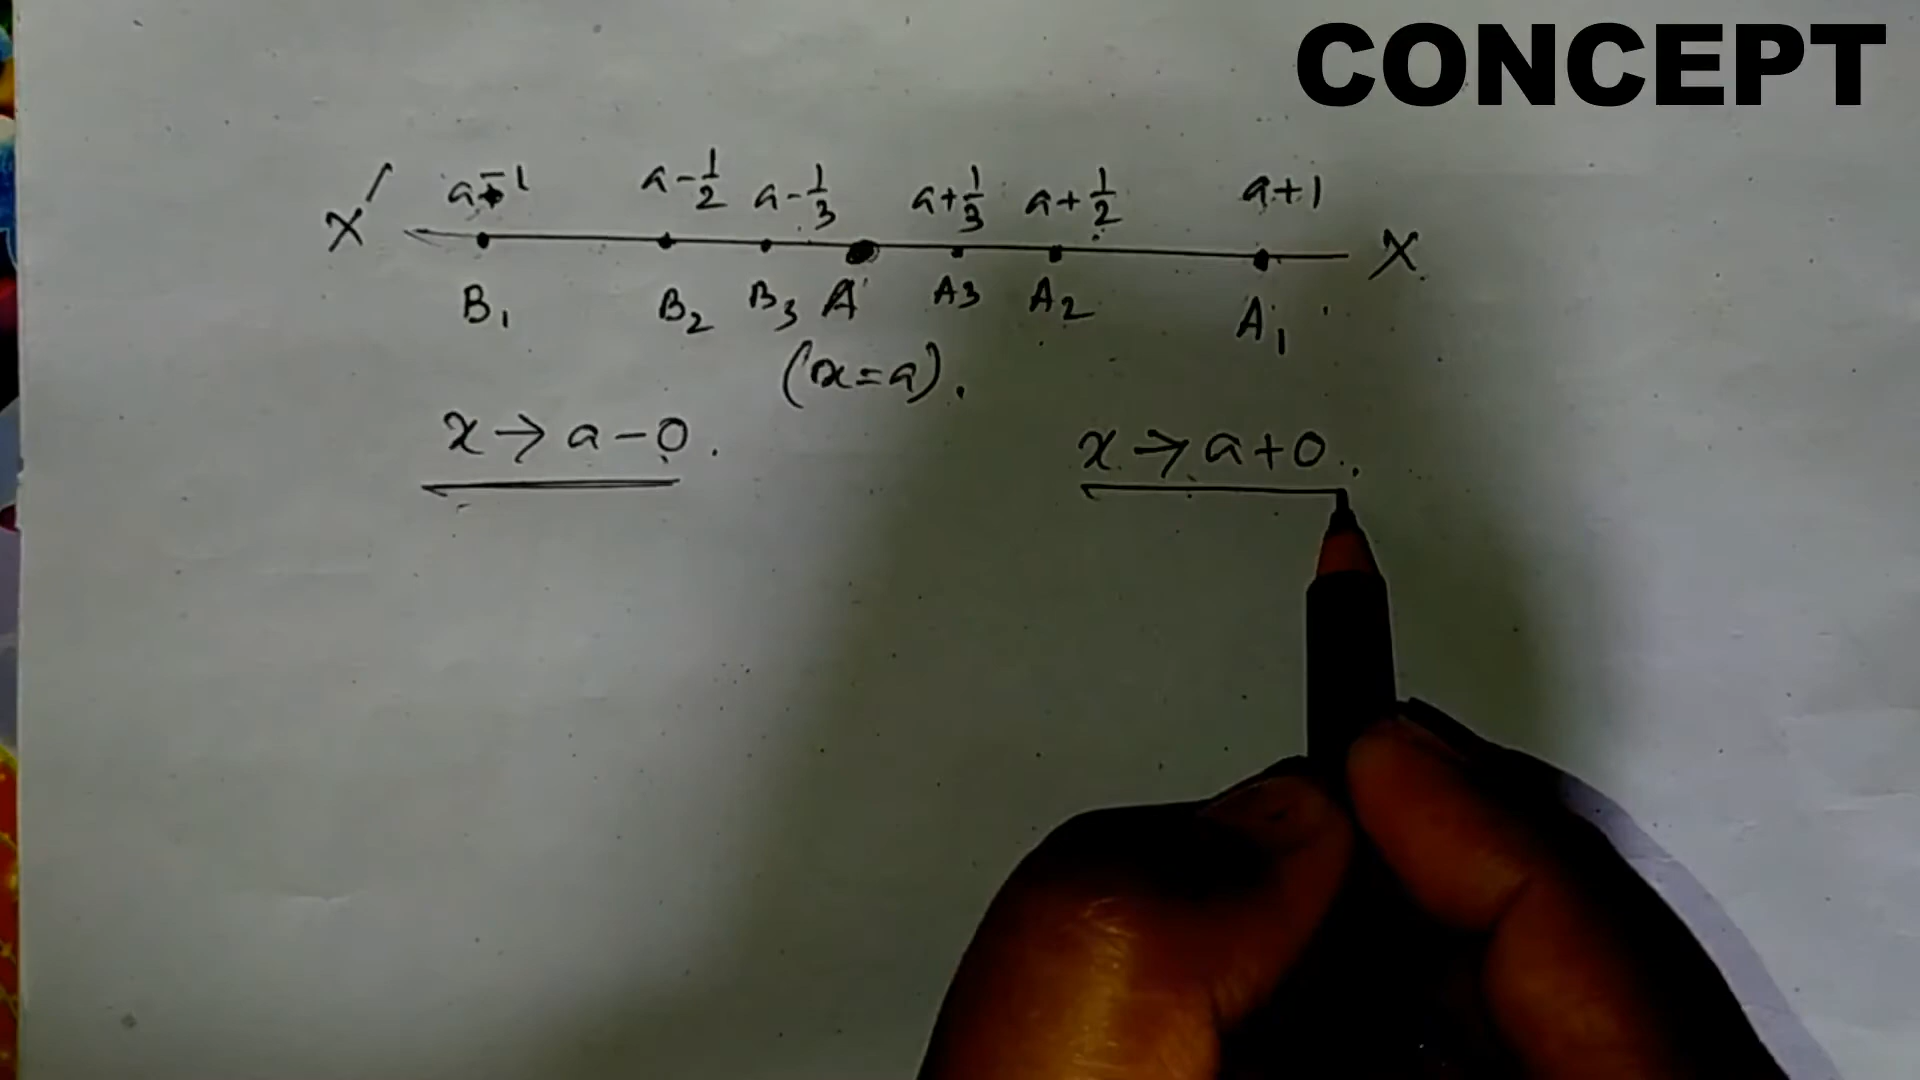 CONCEPT
X′ a-1 a-1/2 a-1/3 a+1/3 a+1/2 a+1 X
B₁ B₂ B₃ A A₃ A₂ A₁
(x=a).
x→a-0. x→a+0.